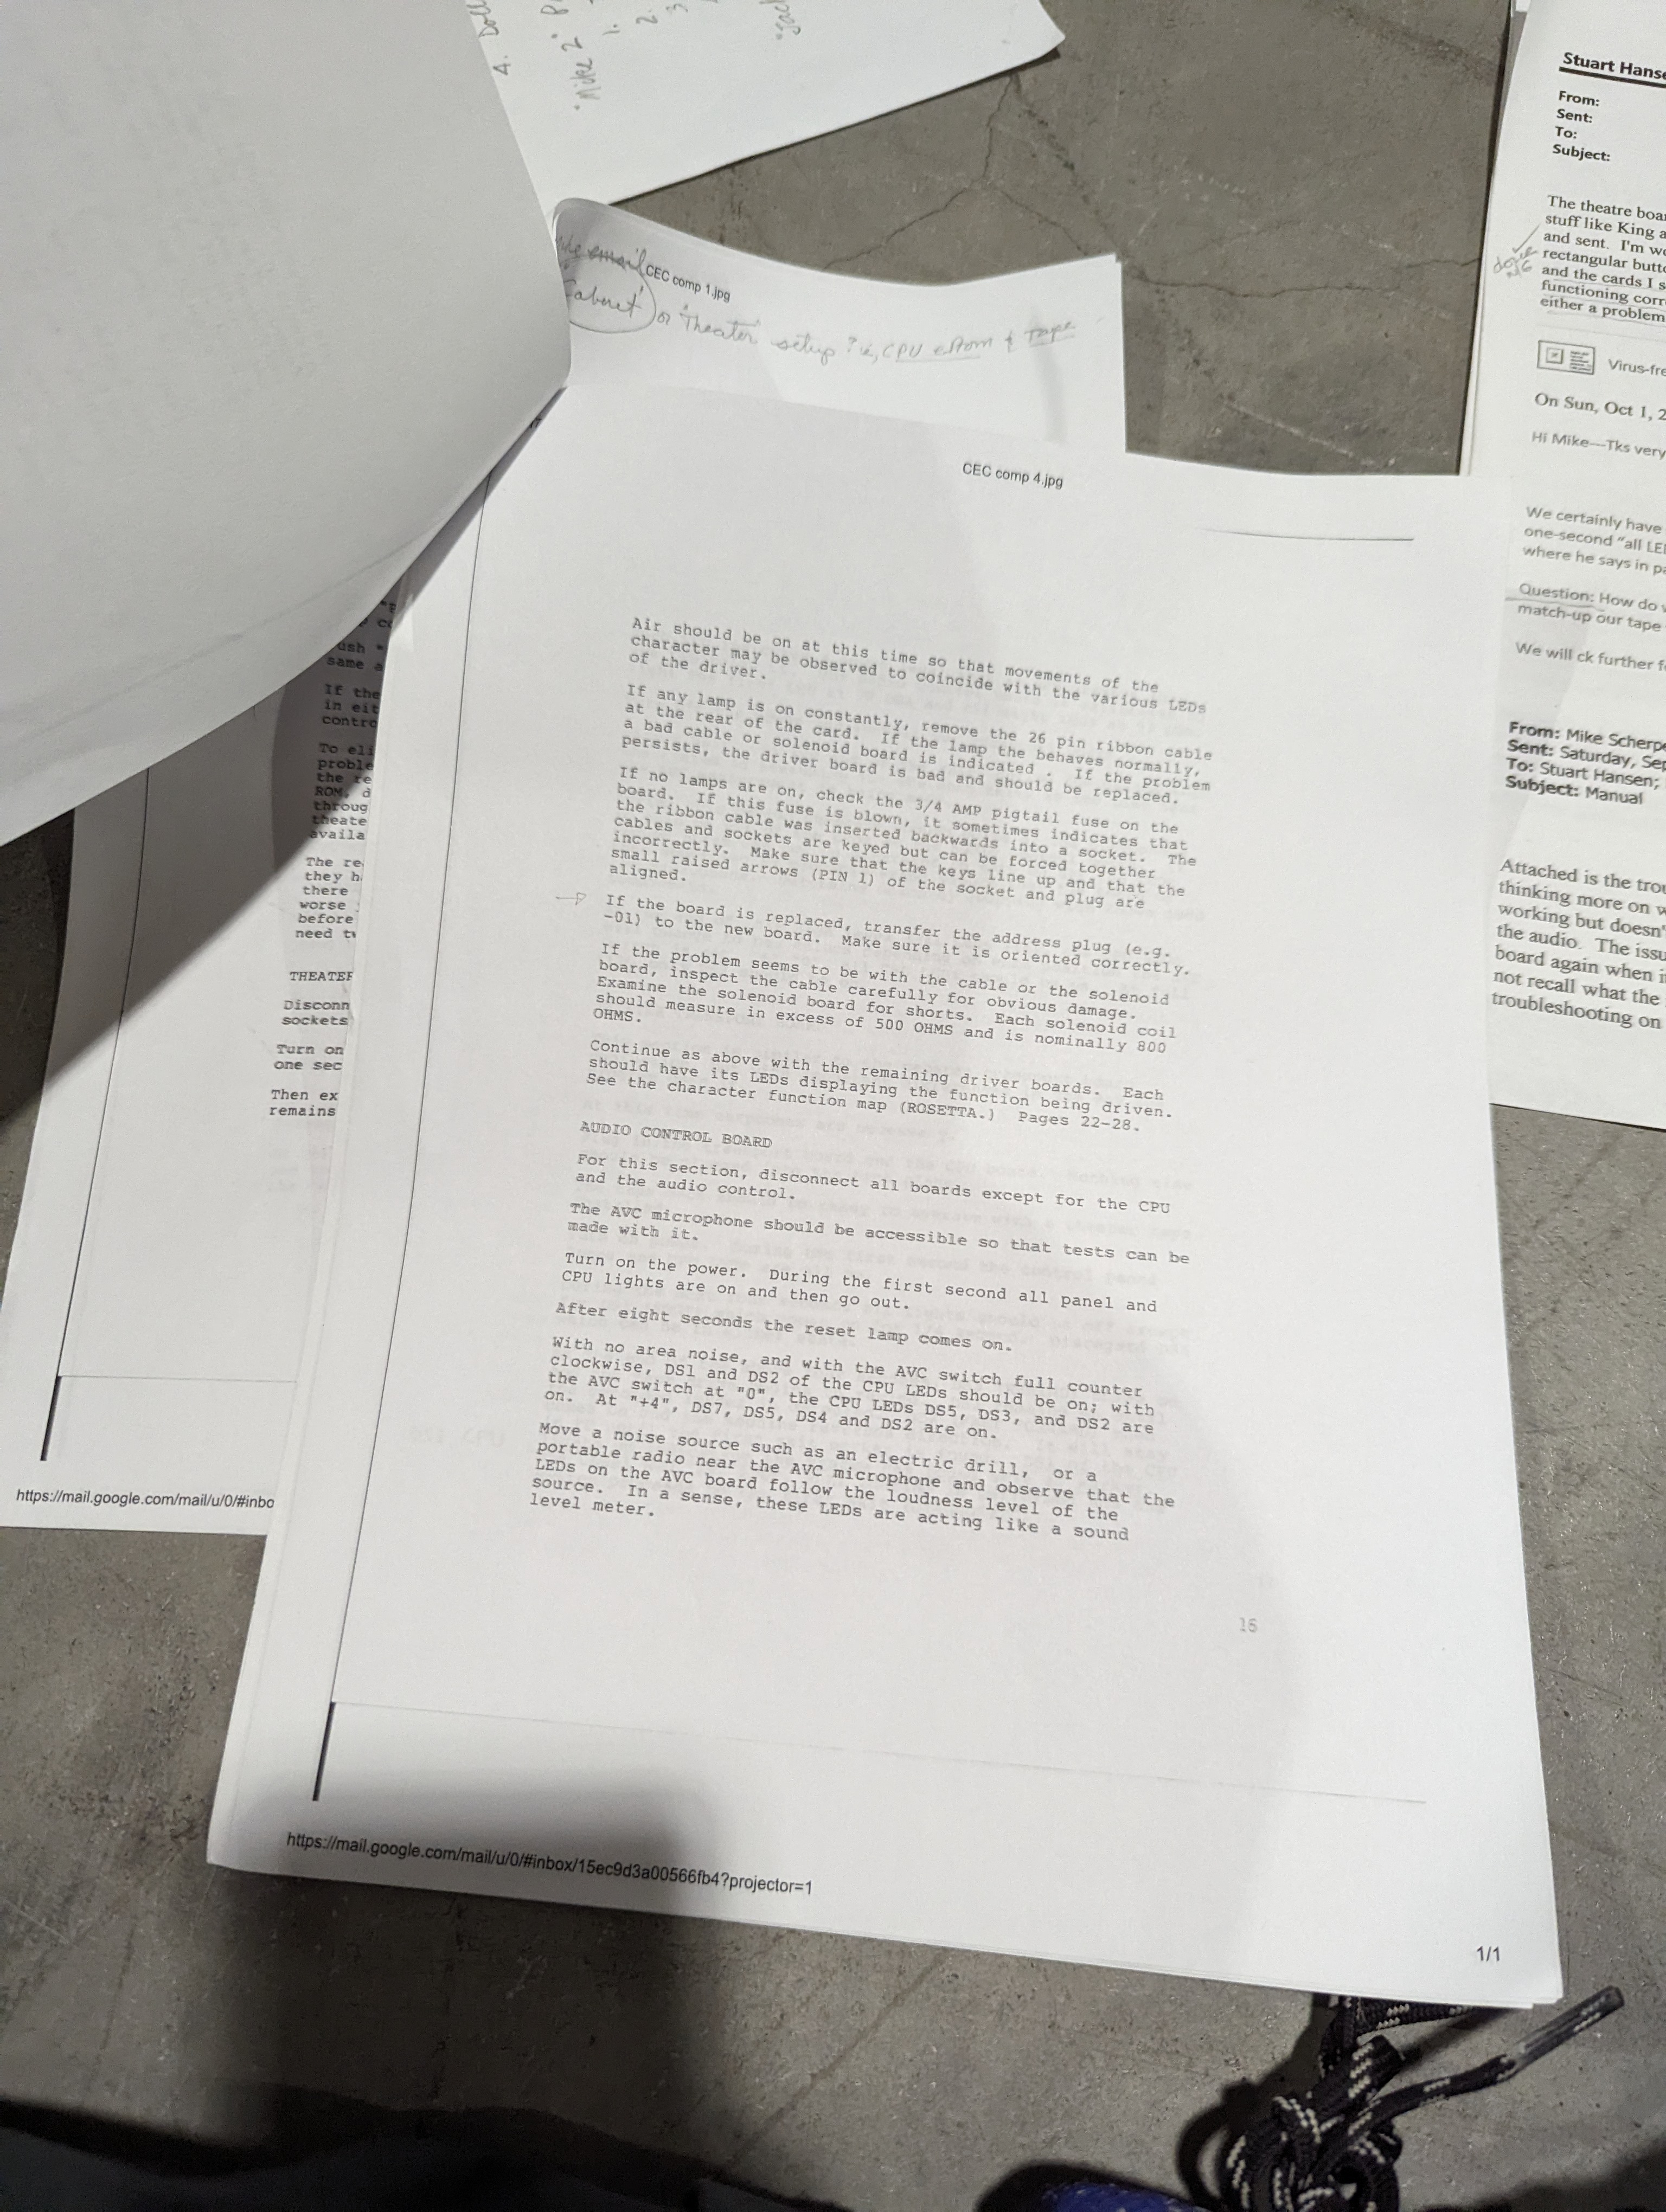 4. Doll
"Mike 2"
1.
2.
3
email CEC comp 1.jpg
Cabaret or "Theater" setup? ie, CPU eprom & Tape
CEC comp 4.jpg
Air should be on at this time so that movements of the
character may be observed to coincide with the various LEDs
of the driver.
If any lamp is on constantly, remove the 26 pin ribbon cable
at the rear of the card. If the lamp the behaves normally,
a bad cable or solenoid board is indicated . If the problem
persists, the driver board is bad and should be replaced.
If no lamps are on, check the 3/4 AMP pigtail fuse on the
board. If this fuse is blown, it sometimes indicates that
the ribbon cable was inserted backwards into a socket. The
cables and sockets are keyed but can be forced together
incorrectly. Make sure that the keys line up and that the
small raised arrows (PIN 1) of the socket and plug are
aligned.
If the board is replaced, transfer the address plug (e.g.
-01) to the new board. Make sure it is oriented correctly.
If the problem seems to be with the cable or the solenoid
board, inspect the cable carefully for obvious damage.
Examine the solenoid board for shorts. Each solenoid coil
should measure in excess of 500 OHMS and is nominally 800
OHMS.
Continue as above with the remaining driver boards. Each
should have its LEDs displaying the function being driven.
See the character function map (ROSETTA.) Pages 22-28.
AUDIO CONTROL BOARD
For this section, disconnect all boards except for the CPU
and the audio control.
The AVC microphone should be accessible so that tests can be
made with it.
Turn on the power. During the first second all panel and
CPU lights are on and then go out.
After eight seconds the reset lamp comes on.
With no area noise, and with the AVC switch full counter
clockwise, DS1 and DS2 of the CPU LEDs should be on; with
the AVC switch at "0", the CPU LEDs DS5, DS3, and DS2 are
on. At "+4", DS7, DS5, DS4 and DS2 are on.
Move a noise source such as an electric drill, or a
portable radio near the AVC microphone and observe that the
LEDs on the AVC board follow the loudness level of the
source. In a sense, these LEDs are acting like a sound
level meter.
15
https://mail.google.com/mail/u/0/#inbox/15ec9d3a00566fb4?projector=1
1/1
ush
same a
If the
in eit
contro
To eli
proble
the re
ROM, d
throug
theate
availa
The re
they h
there
worse
before
need tw
THEATER
Disconn
sockets
Turn on
one sec
Then ex
remains
https://mail.google.com/mail/u/0/#inbo
Stuart Hanse
From:
Sent:
To:
Subject:
The theatre boar
stuff like King a
and sent. I'm wo
rectangular butto
and the cards I s
functioning corr
either a problem
done
Virus-fre
On Sun, Oct 1, 2
Hi Mike---Tks very
We certainly have
one-second "all LE
where he says in pa
Question: How do w
match-up our tape
We will ck further f
From: Mike Scherpe
Sent: Saturday, Sep
To: Stuart Hansen;
Subject: Manual
Attached is the trou
thinking more on w
working but doesn'
the audio. The issu
board again when i
not recall what the
troubleshooting on